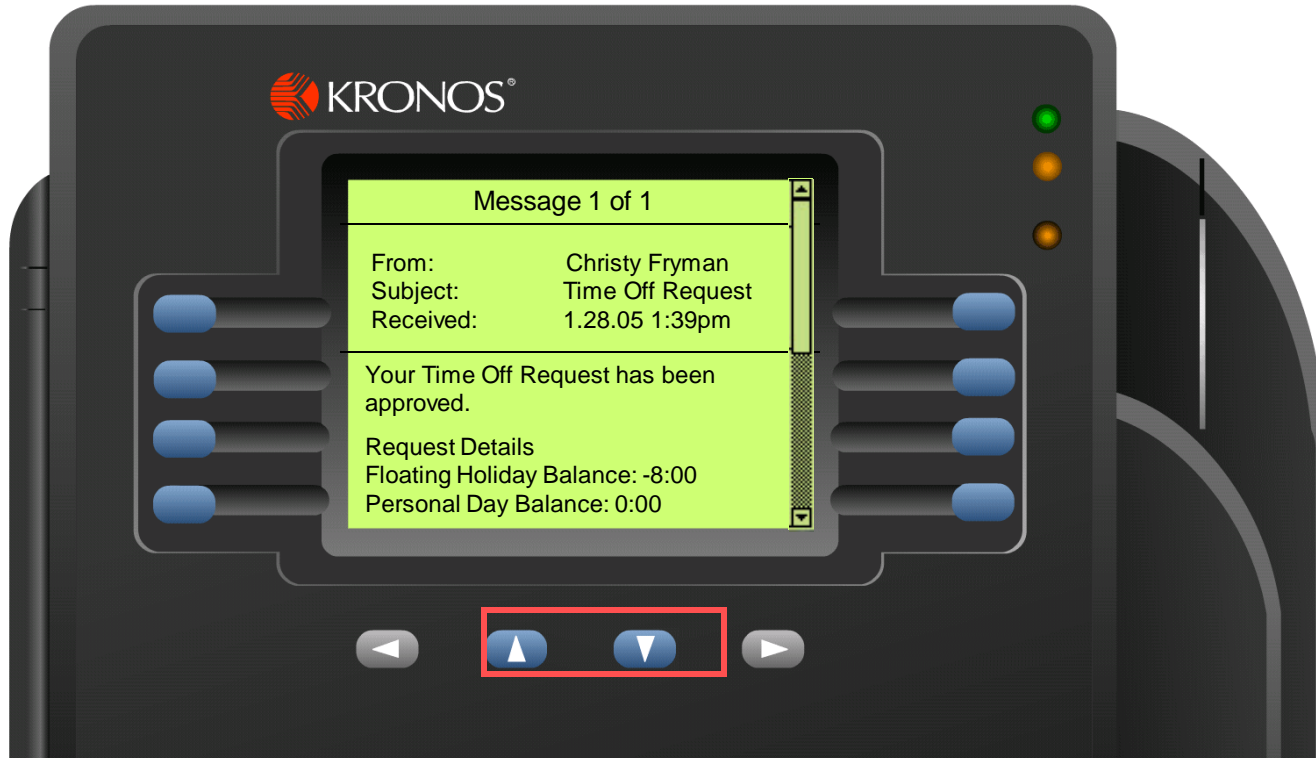 KRONOS®
Message 1 of 1
From: Christy Fryman
Subject: Time Off Request
Received: 1.28.05 1:39pm
Your Time Off Request has been
approved.
Request Details
Floating Holiday Balance: -8:00
Personal Day Balance: 0:00